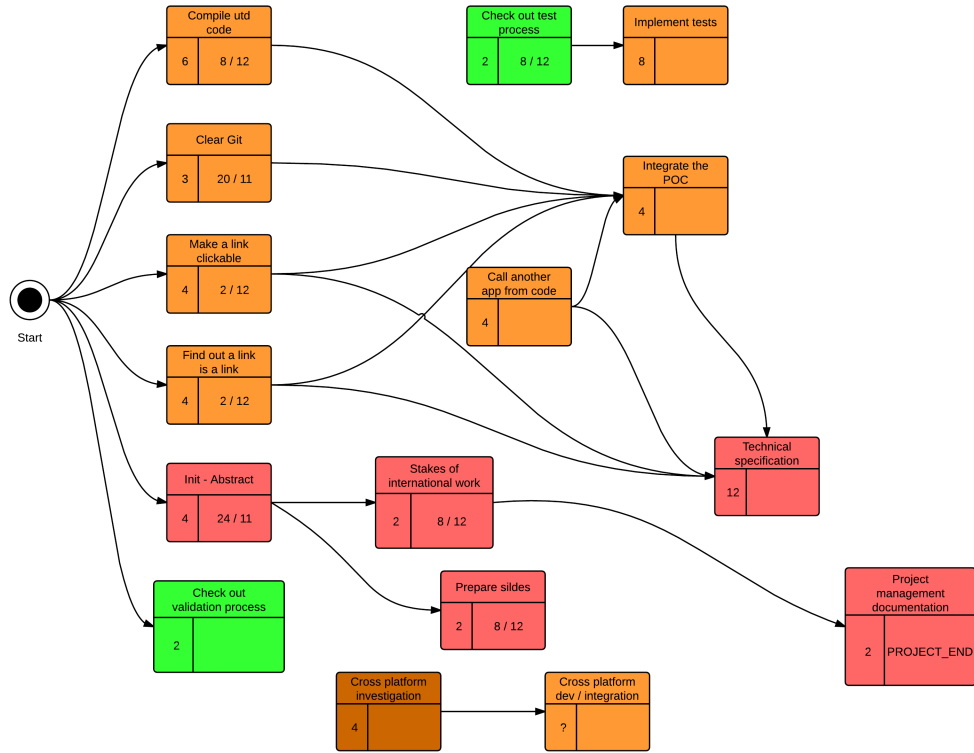 Compile utd
code
6
8 / 12
Check out test
process
2
8 / 12
Implement tests
8
Clear Git
3
20 / 11
Integrate the
POC
4
Make a link
clickable
4
2 / 12
Call another
app from code
4
Start
Find out a link
is a link
4
2 / 12
Technical
specification
12
Init - Abstract
4
24 / 11
Stakes of
international work
2
8 / 12
Check out
validation process
2
Prepare sildes
2
8 / 12
Project
management
documentation
2
PROJECT_END
Cross platform
investigation
4
Cross platform
dev / integration
?